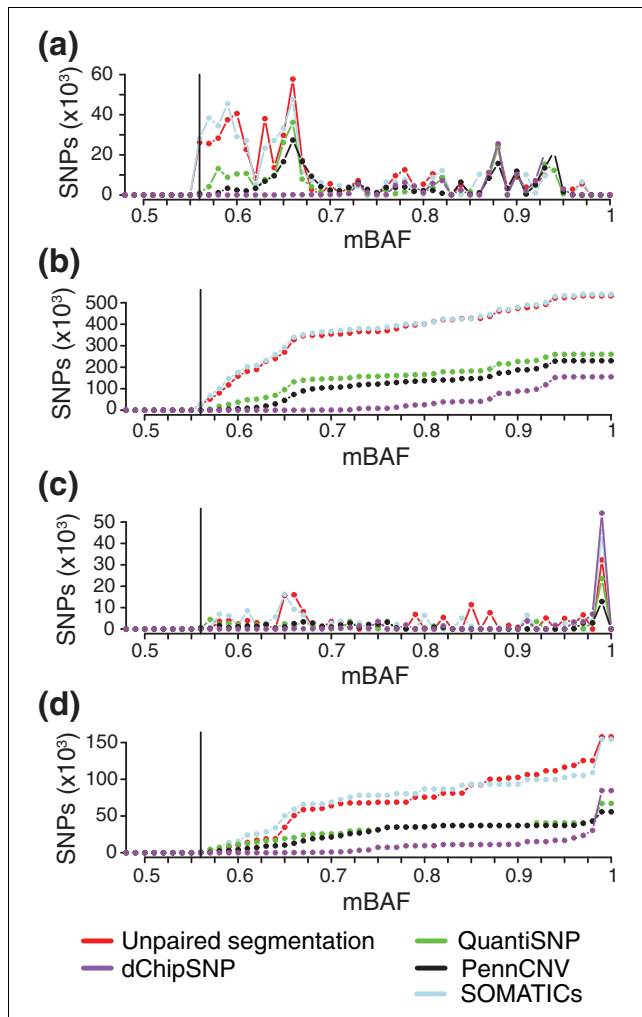 (a)
SNPs (x10³)
60
40
20
0
0.5 0.6 0.7 0.8 0.9 1
mBAF
(b)
SNPs (x10³)
500
400
300
200
100
0
0.5 0.6 0.7 0.8 0.9 1
mBAF
(c)
SNPs (x10³)
50
40
30
20
10
0
0.5 0.6 0.7 0.8 0.9 1
mBAF
(d)
SNPs (x10³)
150
100
50
0
0.5 0.6 0.7 0.8 0.9 1
mBAF
Unpaired segmentation
dChipSNP
QuantiSNP
PennCNV
SOMATICs